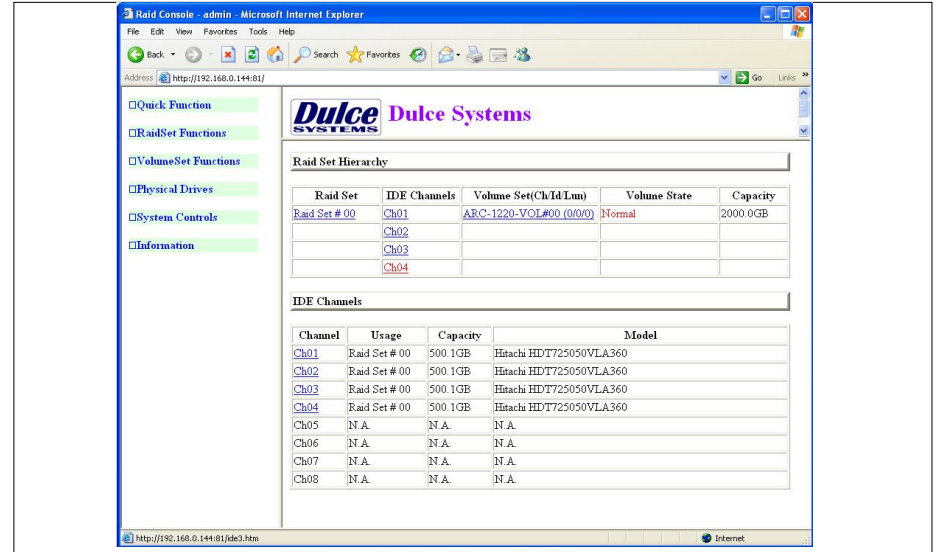 Raid Console - admin - Microsoft Internet Explorer
File Edit View Favorites Tools Help
Back Search Favorites
Address http://192.168.0.144:81/ Go Links »
Quick Function
RaidSet Functions
VolumeSet Functions
Physical Drives
System Controls
Information
Dulce SYSTEMS Dulce Systems
Raid Set Hierarchy
Raid Set IDE Channels Volume Set(Ch/Id/Lun) Volume State Capacity
Raid Set # 00 Ch01 ARC-1220-VOL#00 (0/0/0) Normal 2000.0GB
Ch02
Ch03
Ch04
IDE Channels
Channel Usage Capacity Model
Ch01 Raid Set # 00 500.1GB Hitachi HDT725050VLA360
Ch02 Raid Set # 00 500.1GB Hitachi HDT725050VLA360
Ch03 Raid Set # 00 500.1GB Hitachi HDT725050VLA360
Ch04 Raid Set # 00 500.1GB Hitachi HDT725050VLA360
Ch05 N.A. N.A. N.A.
Ch06 N.A. N.A. N.A.
Ch07 N.A. N.A. N.A.
Ch08 N.A. N.A. N.A.
http://192.168.0.144:81/ide3.htm Internet